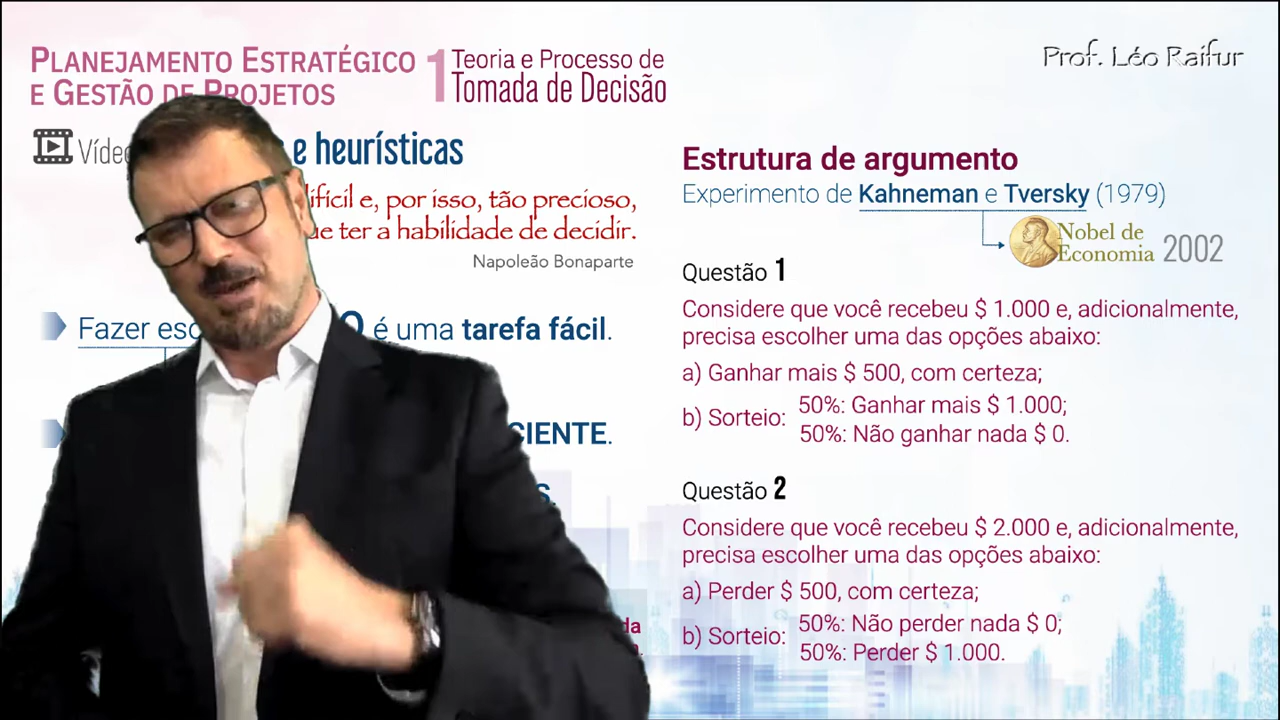 PLANEJAMENTO ESTRATÉGICO
E GESTÃO DE PROJETOS
1 Teoria e Processo de
Tomada de Decisão
Prof. Léo Raifur
e heurísticas
difícil e, por isso, tão precioso,
que ter a habilidade de decidir.
Napoleão Bonaparte
Fazer é uma tarefa fácil.
Estrutura de argumento
Experimento de Kahneman e Tversky (1979)
Nobel de
Economia 2002
Questão 1
Considere que você recebeu $ 1.000 e, adicionalmente,
precisa escolher uma das opções abaixo:
a) Ganhar mais $ 500, com certeza;
b) Sorteio: 50%: Ganhar mais $ 1.000;
50%: Não ganhar nada $ 0.
Questão 2
Considere que você recebeu $ 2.000 e, adicionalmente,
precisa escolher uma das opções abaixo:
a) Perder $ 500, com certeza;
b) Sorteio: 50%: Não perder nada $ 0;
50%: Perder $ 1.000.